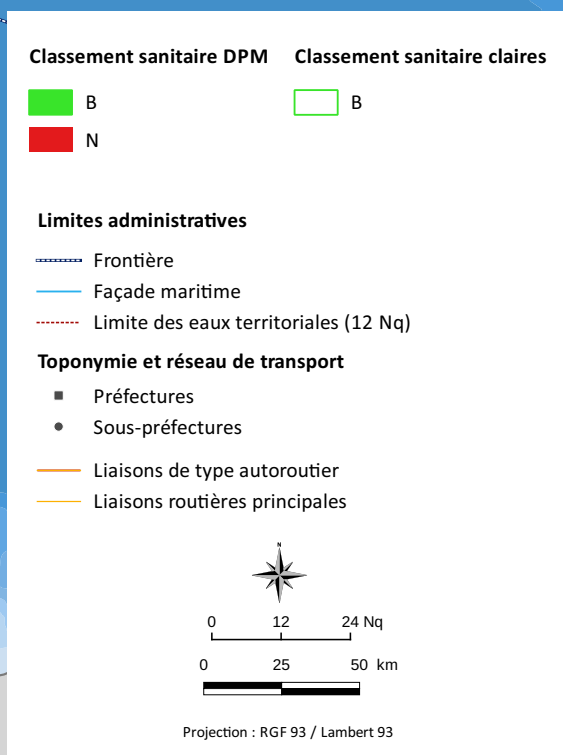 Classement sanitaire DPM Classement sanitaire claires
B B
N
Limites administratives
Frontière
Façade maritime
Limite des eaux territoriales (12 Nq)
Toponymie et réseau de transport
Préfectures
Sous-préfectures
Liaisons de type autoroutier
Liaisons routières principales
N
0 12 24 Nq
0 25 50 km
Projection : RGF 93 / Lambert 93